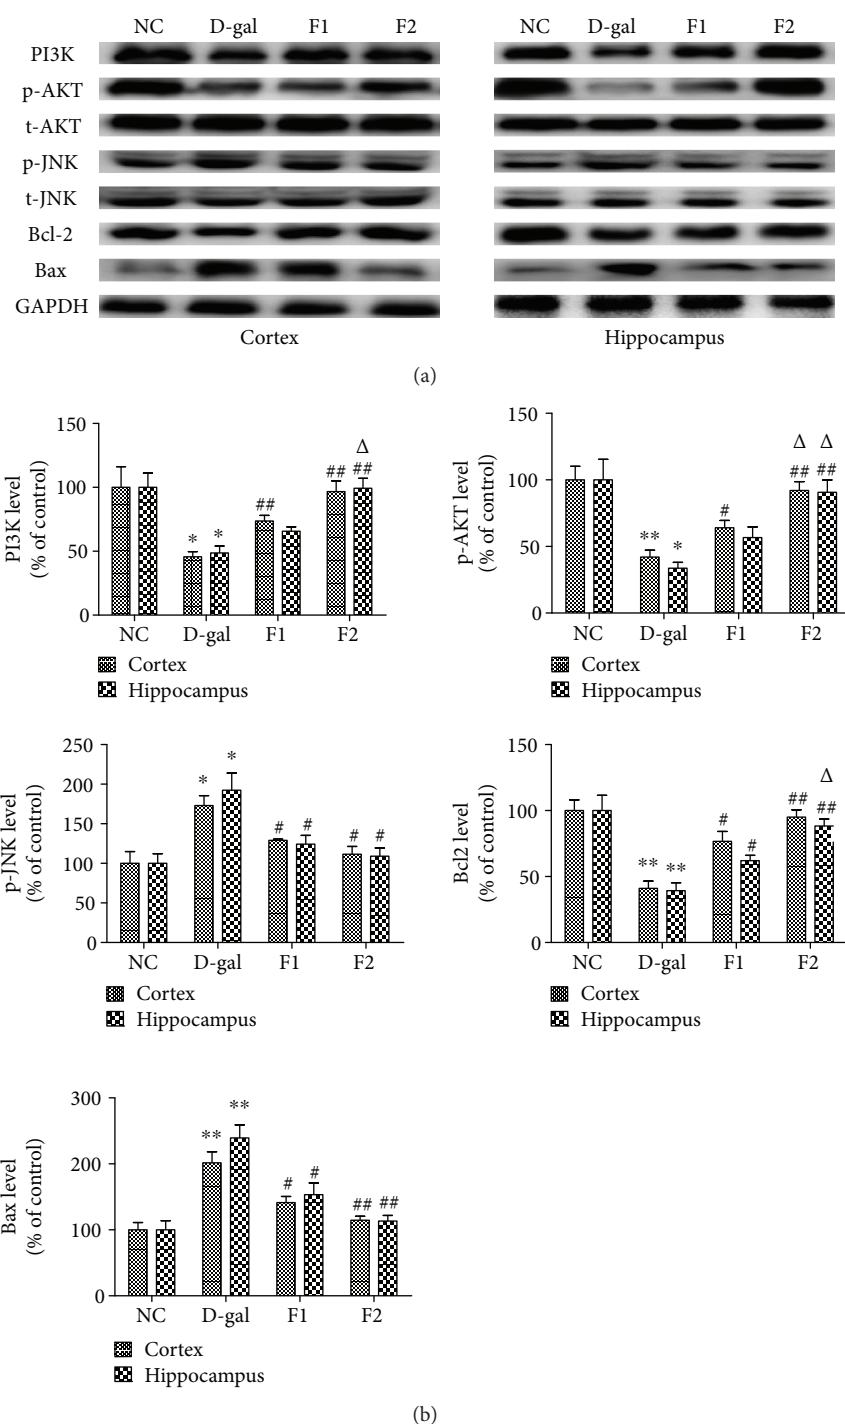 NC D-gal F1 F2 NC D-gal F1 F2
PI3K
p-AKT
t-AKT
p-JNK
t-JNK
Bcl-2
Bax
GAPDH
Cortex Hippocampus
(a)
PI3K level
(% of control)
150
100
50
0
* * ## ## Δ ##
NC D-gal F1 F2
Cortex
Hippocampus
p-AKT level
(% of control)
150
100
50
0
** * # Δ ## Δ ##
NC D-gal F1 F2
Cortex
Hippocampus
p-JNK level
(% of control)
250
200
150
100
50
0
* * # # # #
NC D-gal F1 F2
Cortex
Hippocampus
Bcl2 level
(% of control)
150
100
50
0
** ** # # ## Δ ##
NC D-gal F1 F2
Cortex
Hippocampus
Bax level
(% of control)
300
200
100
0
** ** # # ## ##
NC D-gal F1 F2
Cortex
Hippocampus
(b)